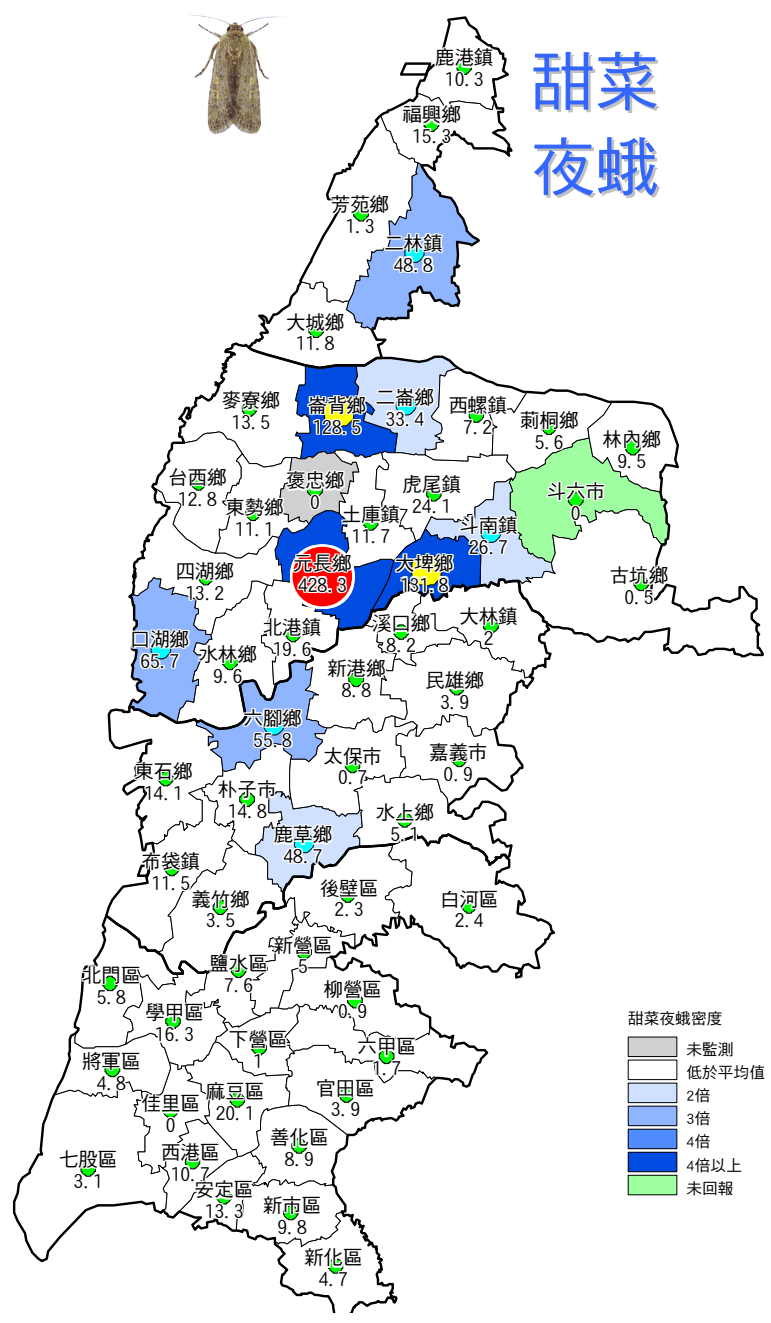 甜菜
夜蛾
鹿港鎮
10.3
福興鄉
15.3
芳苑鄉
1.3
二林鎮
48.8
大城鄉
11.8
麥寮鄉
13.5
崙背鄉
128.5
二崙鄉
33.4
西螺鎮
7.2
莿桐鄉
5.6
林內鄉
9.5
台西鄉
12.8
東勢鄉
11.1
褒忠鄉
0
土庫鎮
11.7
虎尾鎮
24.1
斗南鎮
26.7
斗六市
0
四湖鄉
13.2
元長鄉
428.3
大埤鄉
131.8
古坑鄉
0.5
口湖鄉
65.7
水林鄉
9.6
北港鎮
19.6
溪口鄉
8.2
大林鎮
2
新港鄉
8.8
民雄鄉
3.9
六腳鄉
55.8
東石鄉
14.1
朴子市
14.8
太保市
0.7
嘉義市
0.9
鹿草鄉
48.7
水上鄉
5.1
布袋鎮
11.5
義竹鄉
3.5
後壁區
2.3
白河區
2.4
北門區
5.8
鹽水區
7.6
新營區
5
柳營區
0.9
學甲區
16.3
下營區
1
六甲區
1.7
將軍區
4.8
佳里區
0
麻豆區
20.1
官田區
3.9
七股區
3.1
西港區
10.7
善化區
8.9
安定區
13.3
新市區
9.8
新化區
4.7
甜菜夜蛾密度
未監測
低於平均值
2倍
3倍
4倍
4倍以上
未回報